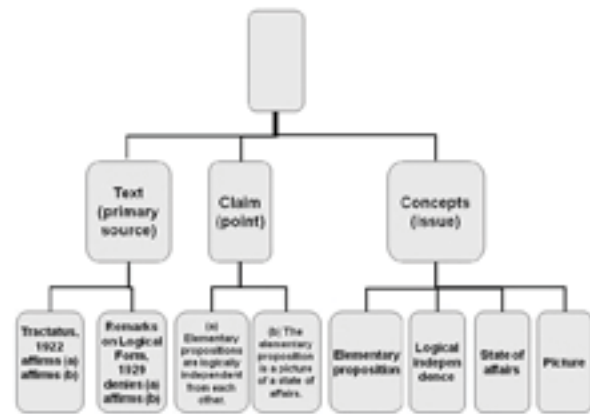 Text
(primary
source)
Claim
(point)
Concepts
(issue)
Tractatus,
1922
affirms (a)
affirms (b)
Remarks
on Logical
Form,
1929
denies (a)
affirms (b)
(a)
Elementary
propositions
are logically
independent
from each
other.
(b) The
elementary
proposition
is a picture
of a state of
affairs.
Elementary
proposition
Logical
indepen
dence
State of
affairs
Picture